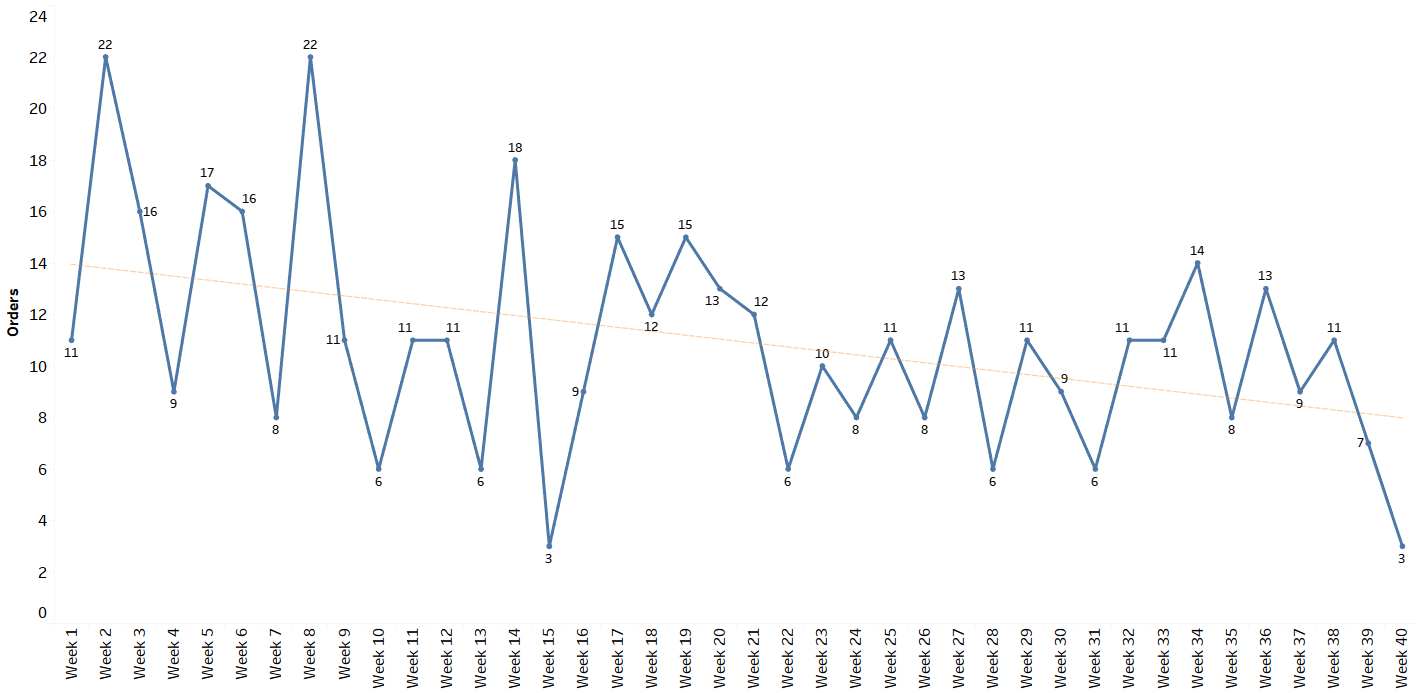 24
22
20
18
16
14
12
10
8
6
4
2
0
Orders
11
22
16
9
17
16
8
22
11
6
11
11
6
18
3
9
15
12
15
13
12
6
10
8
11
8
13
6
11
9
6
11
11
14
8
13
9
11
7
3
Week 1
Week 2
Week 3
Week 4
Week 5
Week 6
Week 7
Week 8
Week 9
Week 10
Week 11
Week 12
Week 13
Week 14
Week 15
Week 16
Week 17
Week 18
Week 19
Week 20
Week 21
Week 22
Week 23
Week 24
Week 25
Week 26
Week 27
Week 28
Week 29
Week 30
Week 31
Week 32
Week 33
Week 34
Week 35
Week 36
Week 37
Week 38
Week 39
Week 40